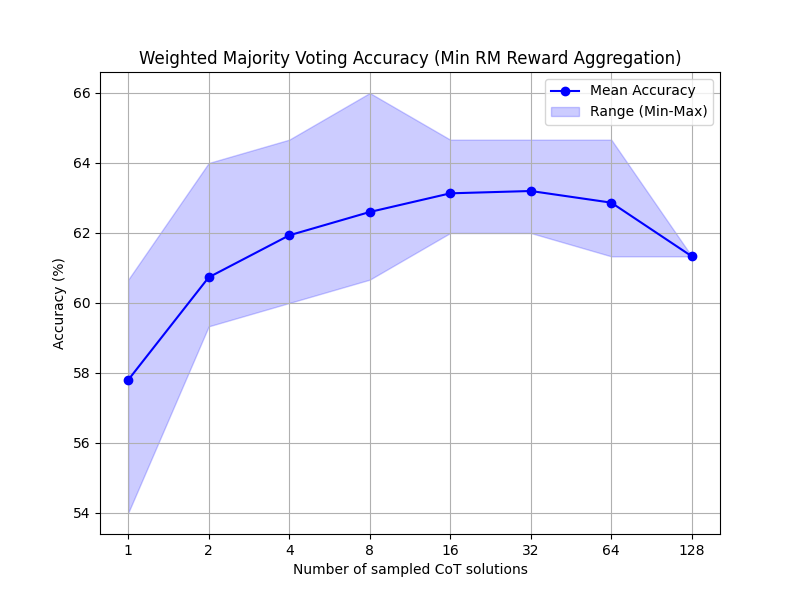 Weighted Majority Voting Accuracy (Min RM Reward Aggregation)
Mean Accuracy
Range (Min-Max)
66
64
62
60
58
56
54
Accuracy (%)
1 2 4 8 16 32 64 128
Number of sampled CoT solutions